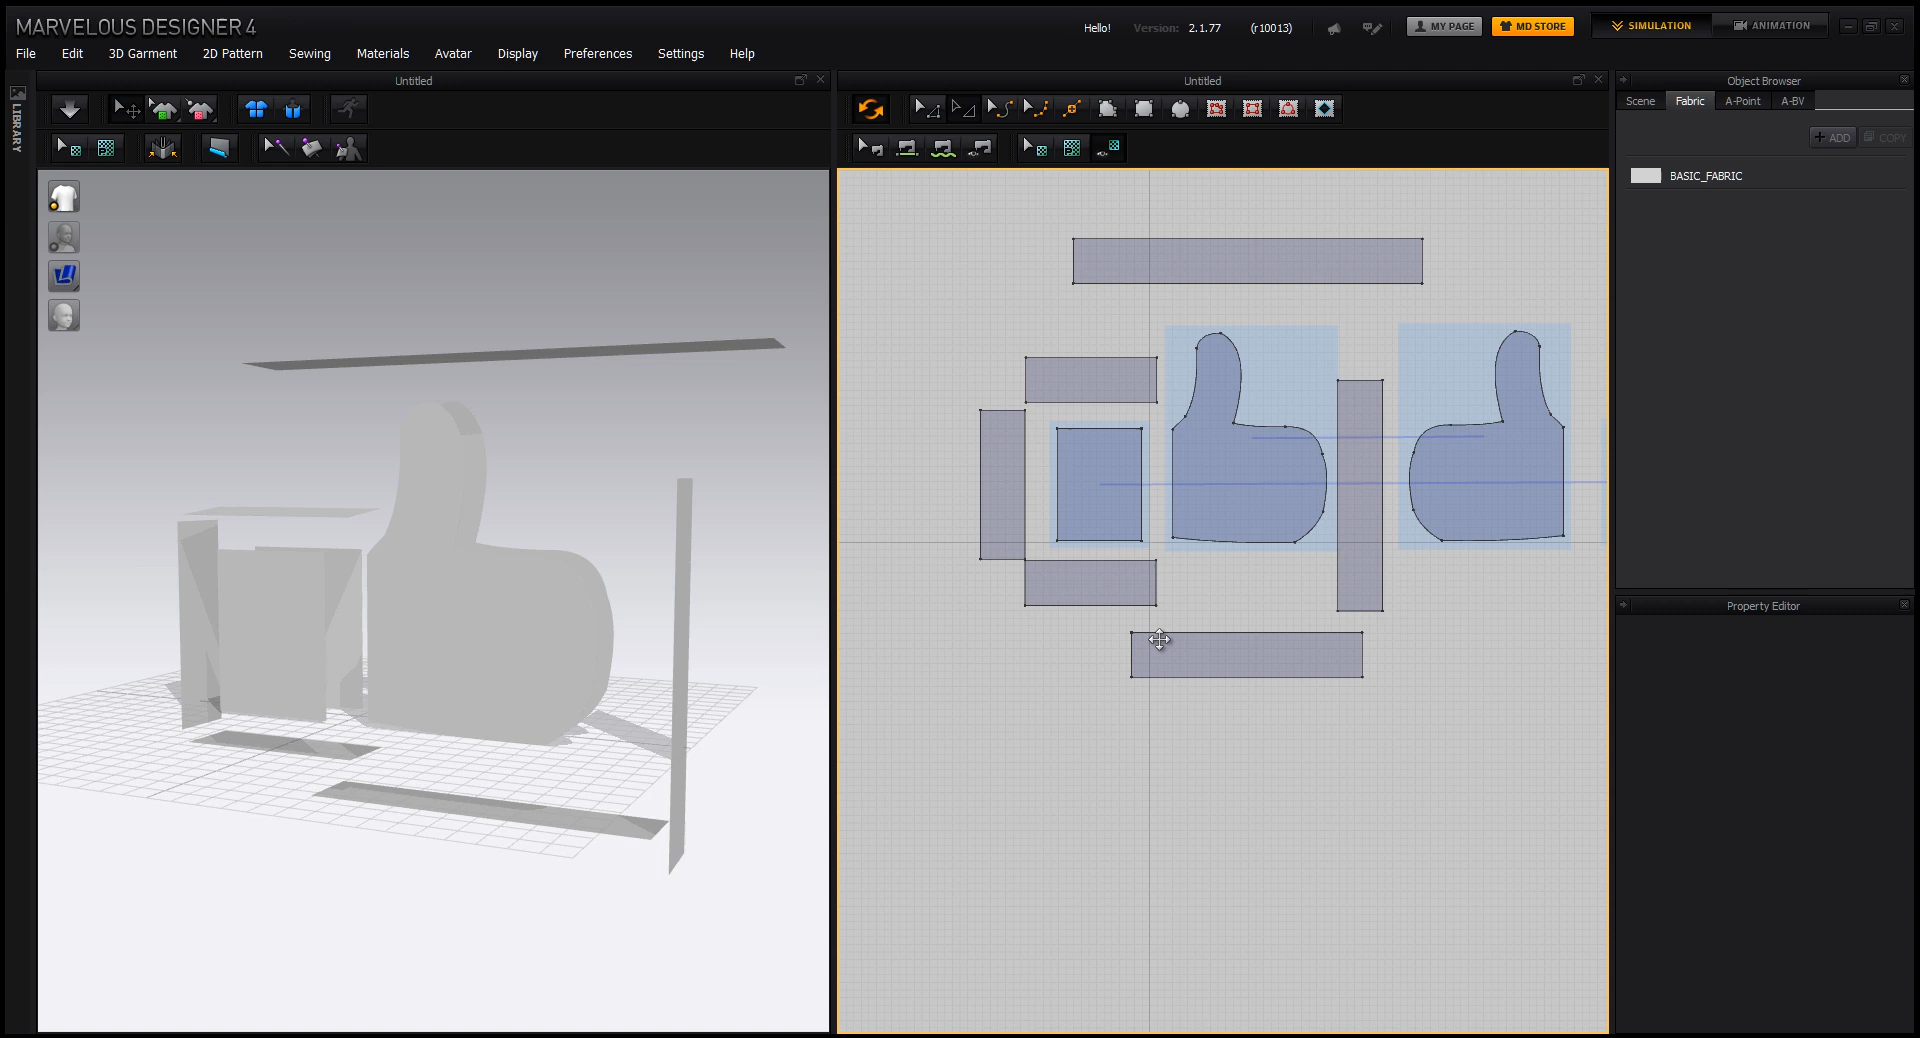 MARVELOUS DESIGNER 4
Hello! Version: 2.1.77 (r10013) MY PAGE MD STORE SIMULATION ANIMATION
File Edit 3D Garment 2D Pattern Sewing Materials Avatar Display Preferences Settings Help
LIBRARY
Untitled
Untitled
Object Browser
Scene Fabric A-Point A-BV
+ ADD COPY
BASIC_FABRIC
Property Editor